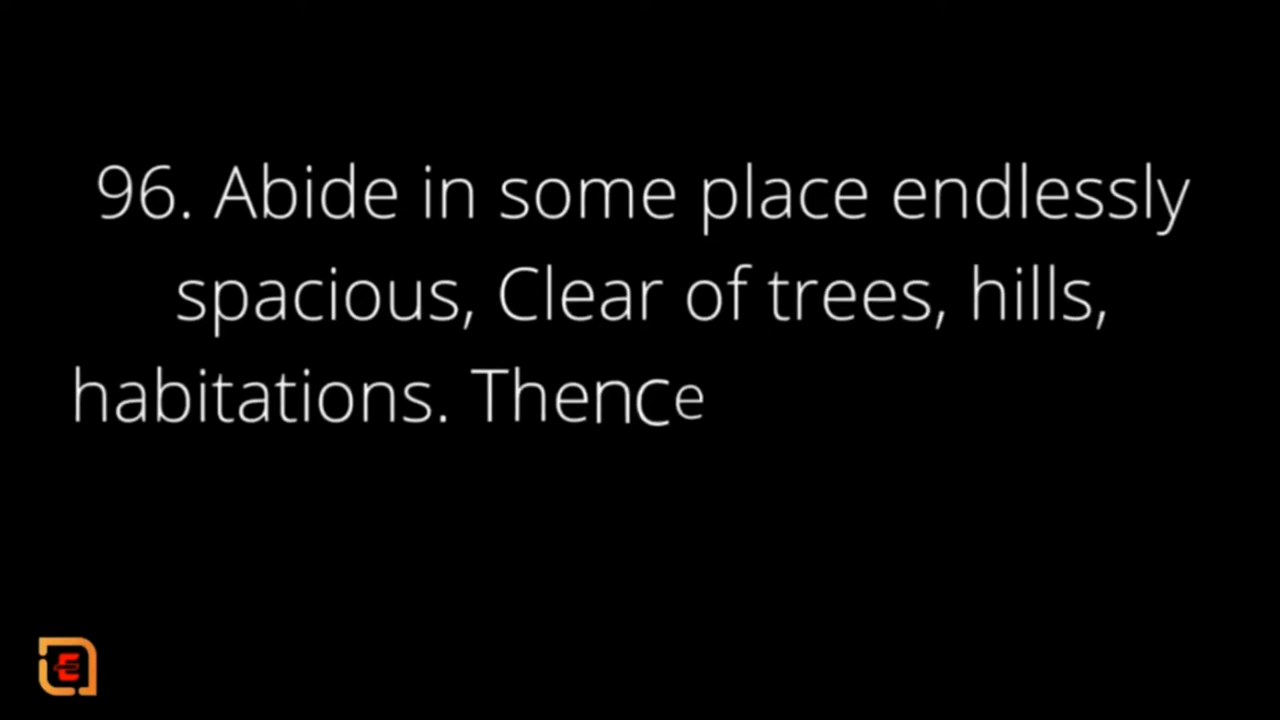 96. Abide in some place endlessly
spacious, Clear of trees, hills,
habitations. Thence
E